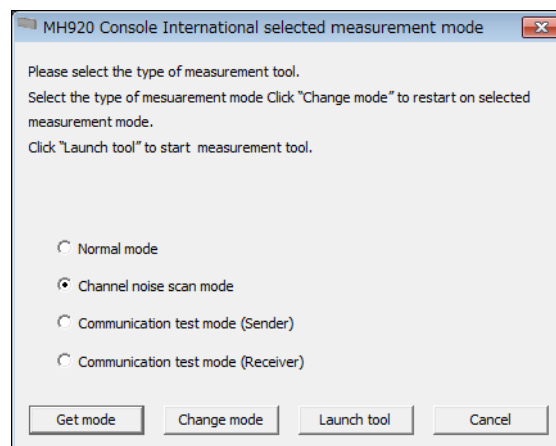 MH920 Console International selected measurement mode
Please select the type of measurement tool.
Select the type of mesuarement mode Click "Change mode" to restart on selected
measurement mode.
Click "Launch tool" to start measurement tool.
Normal mode
Channel noise scan mode
Communication test mode (Sender)
Communication test mode (Receiver)
Get mode Change mode Launch tool Cancel